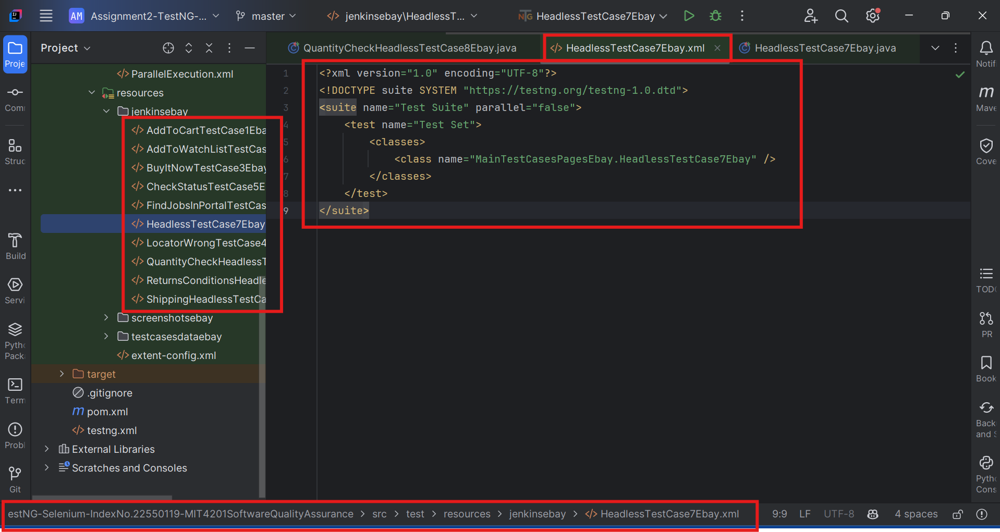 AM Assignment2-TestNG-... master </> jenkinsebay\HeadlessT... NTG HeadlessTestCase7Ebay
Project
QuantityCheckHeadlessTestCase8Ebay.java </> HeadlessTestCase7Ebay.xml HeadlessTestCase7Ebay.java
Proje
Comr
Struc
Build
Servi
Pytho
Packa
Term
Probl
Git
</> ParallelExecution.xml
resources
jenkinsebay
</> AddToCartTestCase1Eba
</> AddToWatchListTestCas
</> BuyItNowTestCase3Ebay
</> CheckStatusTestCase5E
</> FindJobsInPortalTestCas
</> HeadlessTestCase7Ebay
</> LocatorWrongTestCase4
</> QuantityCheckHeadlessT
</> ReturnsConditionsHeadle
</> ShippingHeadlessTestCa
screenshotsebay
testcasesdataebay
</> extent-config.xml
target
.gitignore
m pom.xml
</> testng.xml
External Libraries
Scratches and Consoles
1 <?xml version="1.0" encoding="UTF-8"?>
2 <!DOCTYPE suite SYSTEM "https://testng.org/testng-1.0.dtd">
3 <suite name="Test Suite" parallel="false">
4 <test name="Test Set">
5 <classes>
6 <class name="MainTestCasesPagesEbay.HeadlessTestCase7Ebay" />
7 </classes>
8 </test>
9 </suite>
Notifi
m
Mave
Cove
TODO
PR
Book
Back
and S
Pytho
Cons
estNG-Selenium-IndexNo.22550119-MIT4201SoftwareQualityAssurance > src > test > resources > jenkinsebay > </> HeadlessTestCase7Ebay.xml 9:9 LF UTF-8 4 spaces